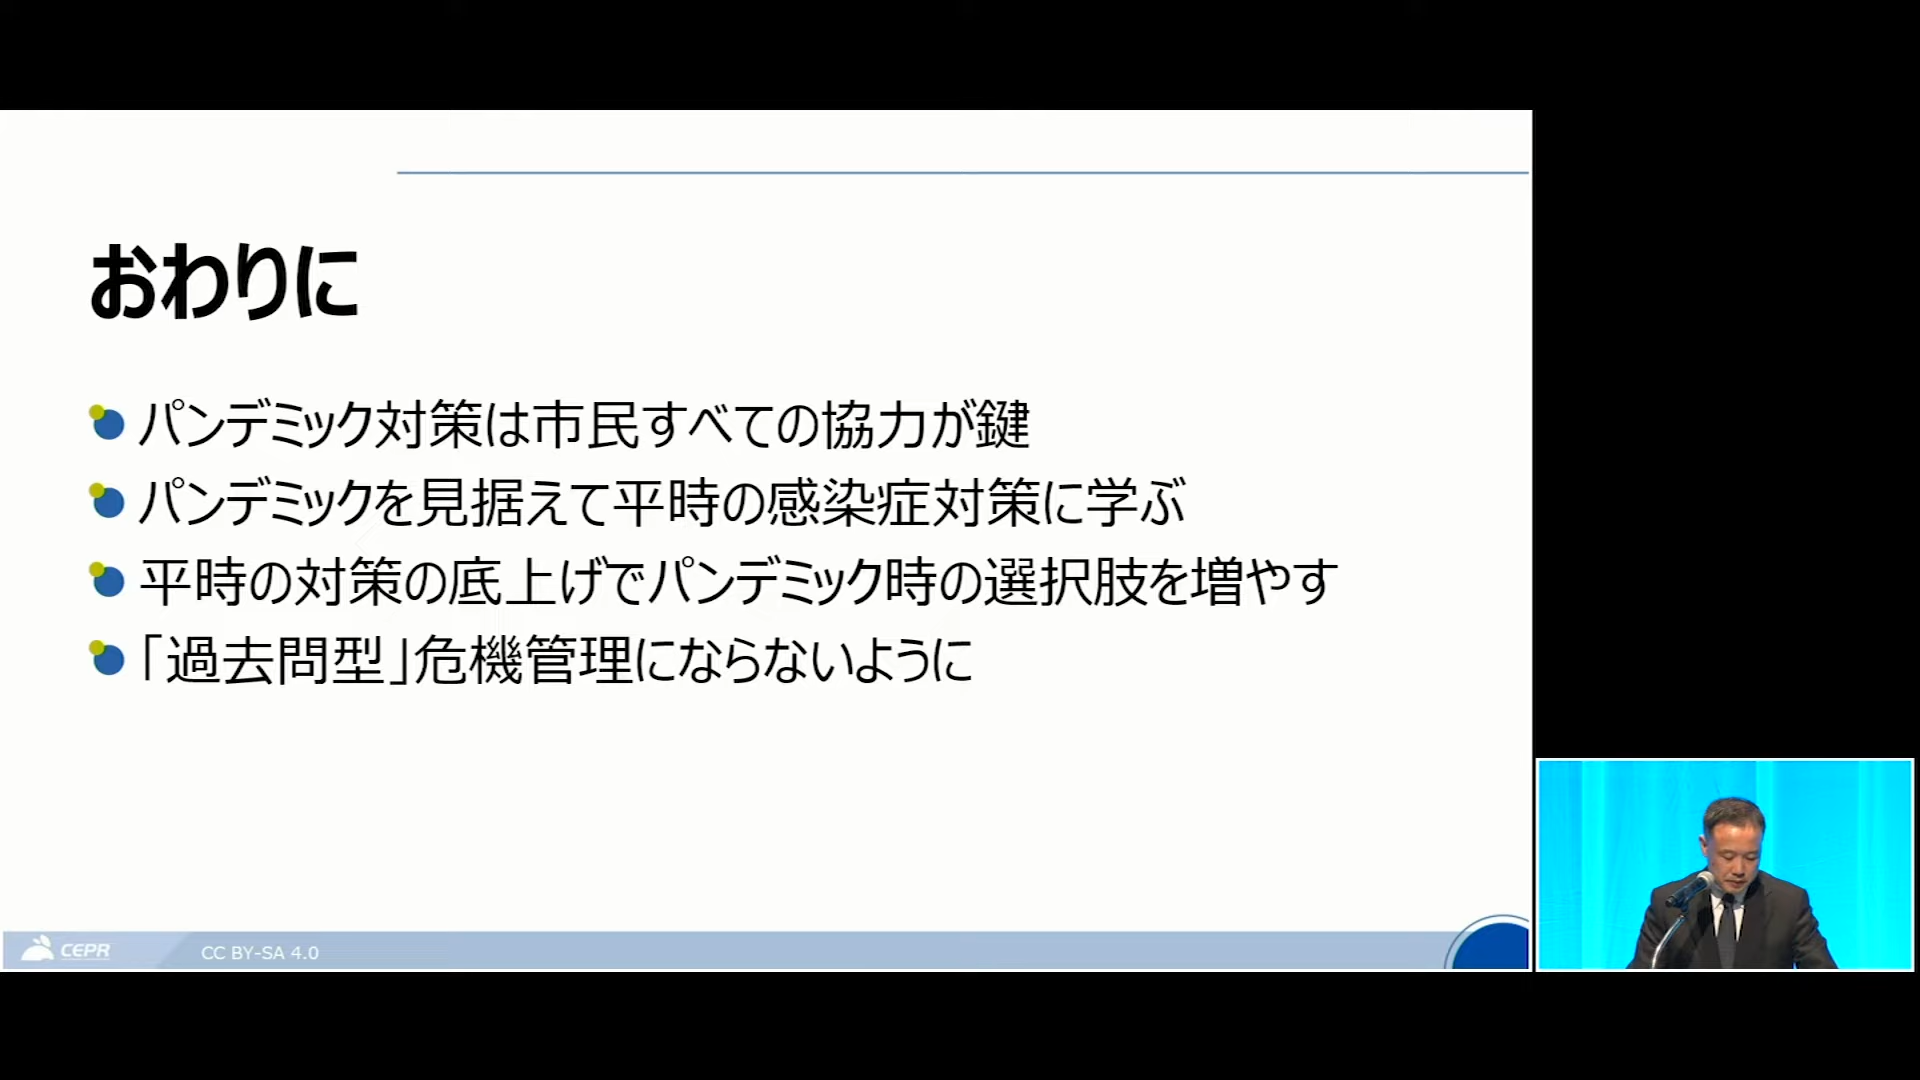 おわりに
パンデミック対策は市民すべての協力が鍵
パンデミックを見据えて平時の感染症対策に学ぶ
平時の対策の底上げでパンデミック時の選択肢を増やす
「過去問型」危機管理にならないように
CEPR
CC BY-SA 4.0